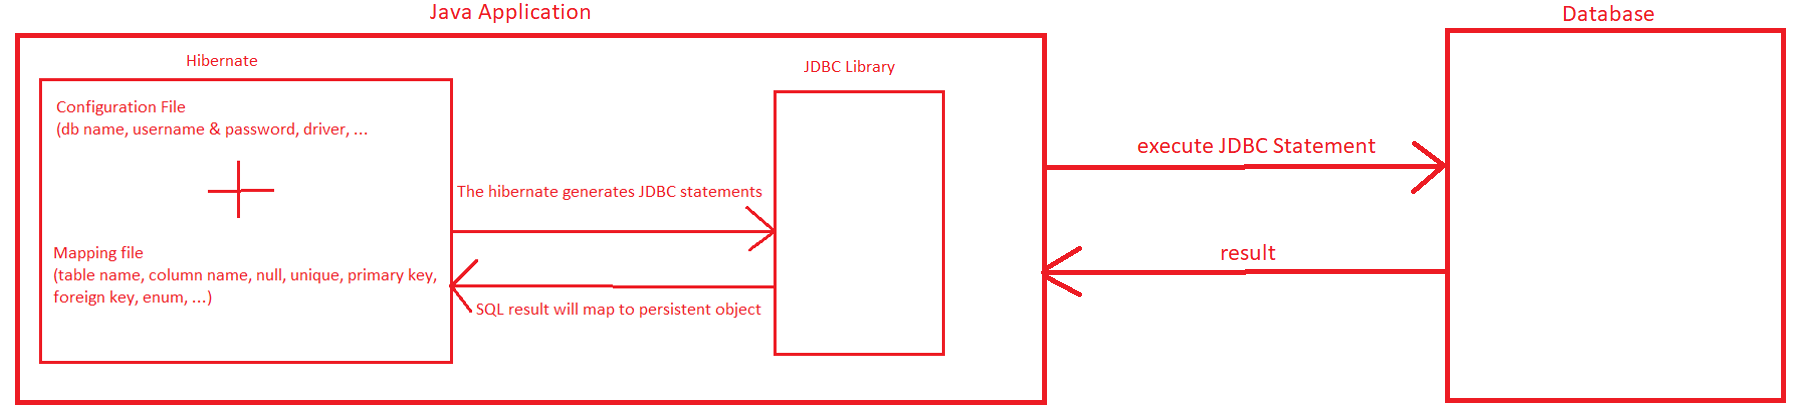 Java Application
Database
Hibernate
JDBC Library
Configuration File
(db name, username & password, driver, ...
execute JDBC Statement
The hibernate generates JDBC statements
Mapping file
(table name, column name, null, unique, primary key,
foreign key, enum, ...)
result
SQL result will map to persistent object